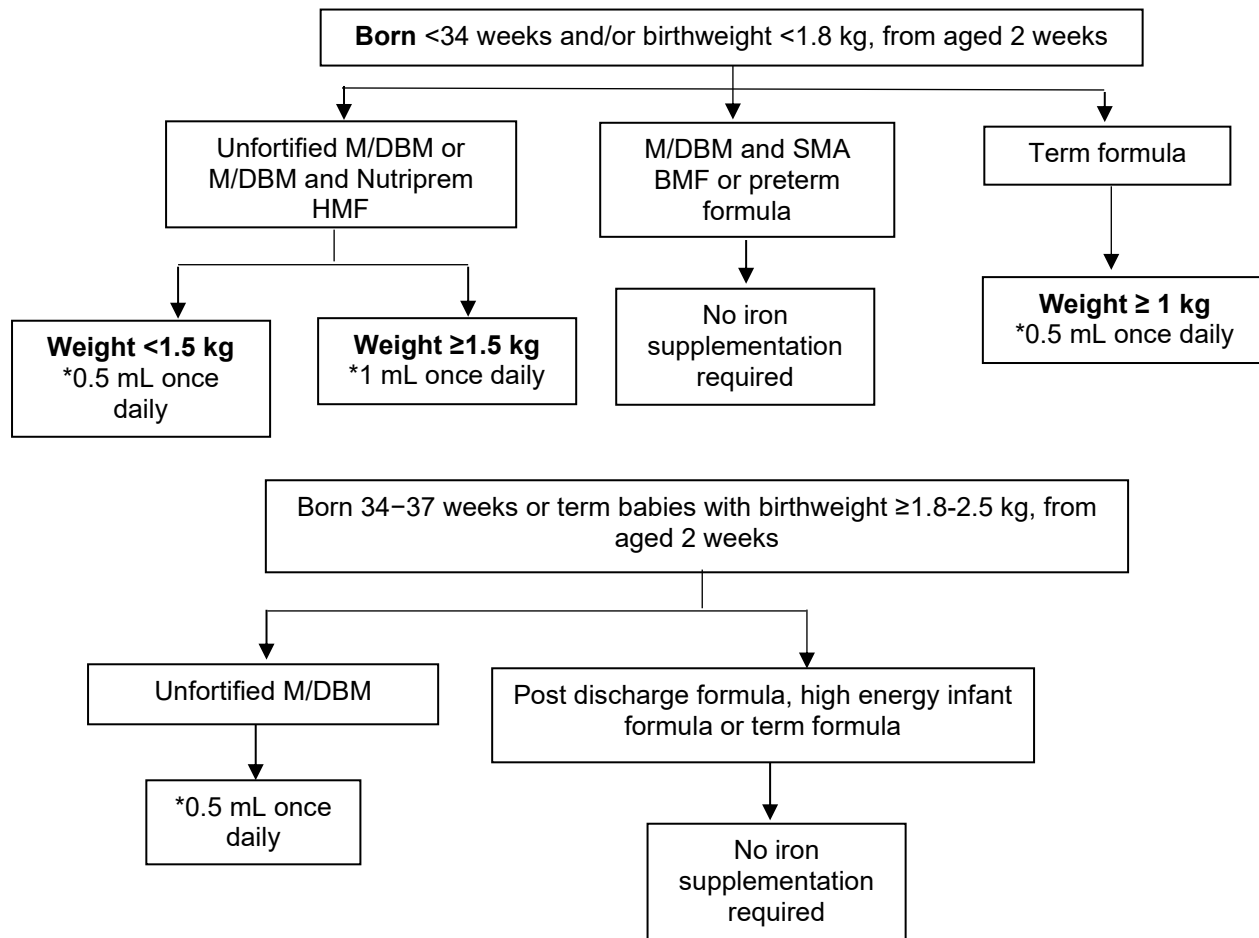 Born <34 weeks and/or birthweight <1.8 kg, from aged 2 weeks
Unfortified M/DBM or
M/DBM and Nutriprem
HMF
M/DBM and SMA
BMF or preterm
formula
Term formula
Weight <1.5 kg
*0.5 mL once
daily
Weight ≥1.5 kg
*1 mL once daily
No iron
supplementation
required
Weight ≥ 1 kg
*0.5 mL once daily
Born 34−37 weeks or term babies with birthweight ≥1.8-2.5 kg, from
aged 2 weeks
Unfortified M/DBM
Post discharge formula, high energy infant
formula or term formula
*0.5 mL once
daily
No iron
supplementation
required